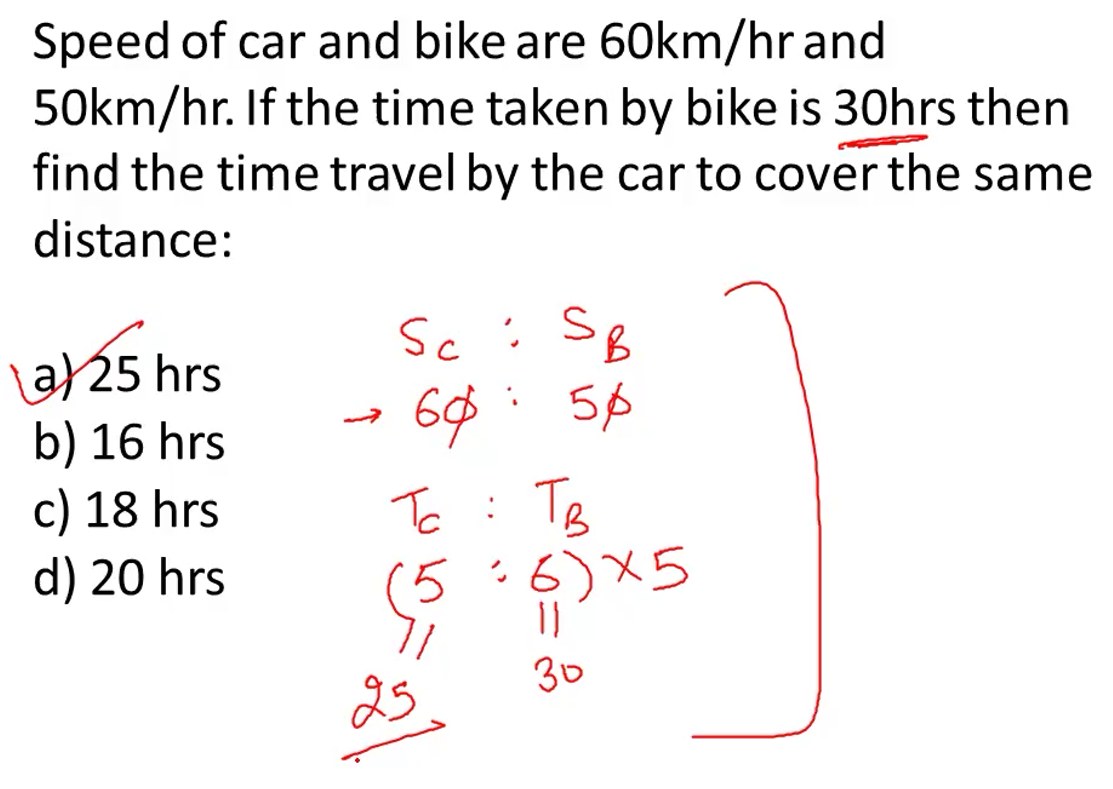 Speed of car and bike are 60km/hr and
50km/hr. If the time taken by bike is 30hrs then
find the time travel by the car to cover the same
distance:
a) 25 hrs
b) 16 hrs
c) 18 hrs
d) 20 hrs
Sc : SB
→ 60 : 50
Tc : TB
(5 : 6) × 5
|| ||
30
25